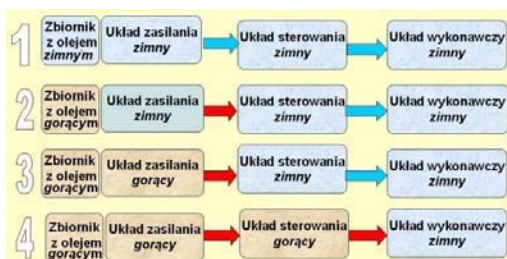 1
Zbiornik
z olejem
zimnym
Układ zasilania
zimny
Układ sterowania
zimny
Układ wykonawczy
zimny
2
Zbiornik
z olejem
gorącym
Układ zasilania
zimny
Układ sterowania
zimny
Układ wykonawczy
zimny
3
Zbiornik
z olejem
gorącym
Układ zasilania
gorący
Układ sterowania
zimny
Układ wykonawczy
zimny
4
Zbiornik
z olejem
gorącym
Układ zasilania
gorący
Układ sterowania
gorący
Układ wykonawczy
zimny